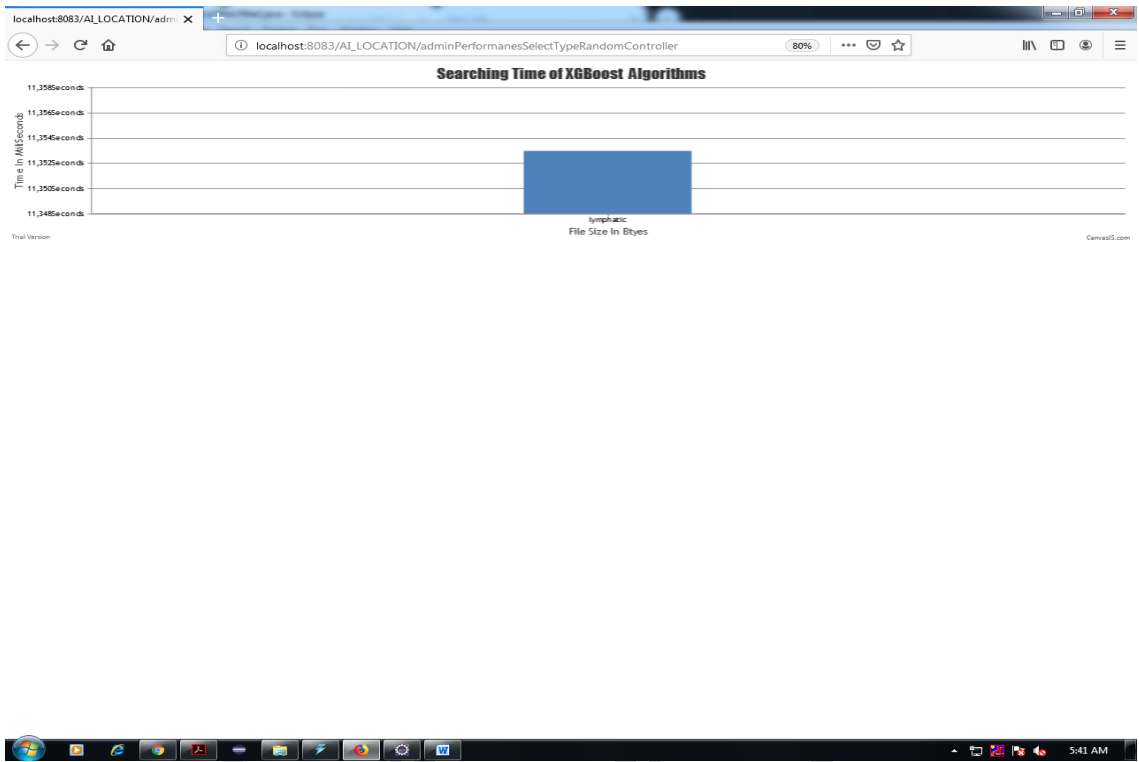 localhost:8083/AI_LOCATION/admi
localhost:8083/AI_LOCATION/adminPerformanesSelectTypeRandomController
80%
Searching Time of XGBoost Algorithms
Time In MilliSeconds
11,358Seconds
11,356Seconds
11,354Seconds
11,352Seconds
11,350Seconds
11,348Seconds
lymphatic
File Size In Btyes
Trial Version
CanvasJS.com
W
5:41 AM